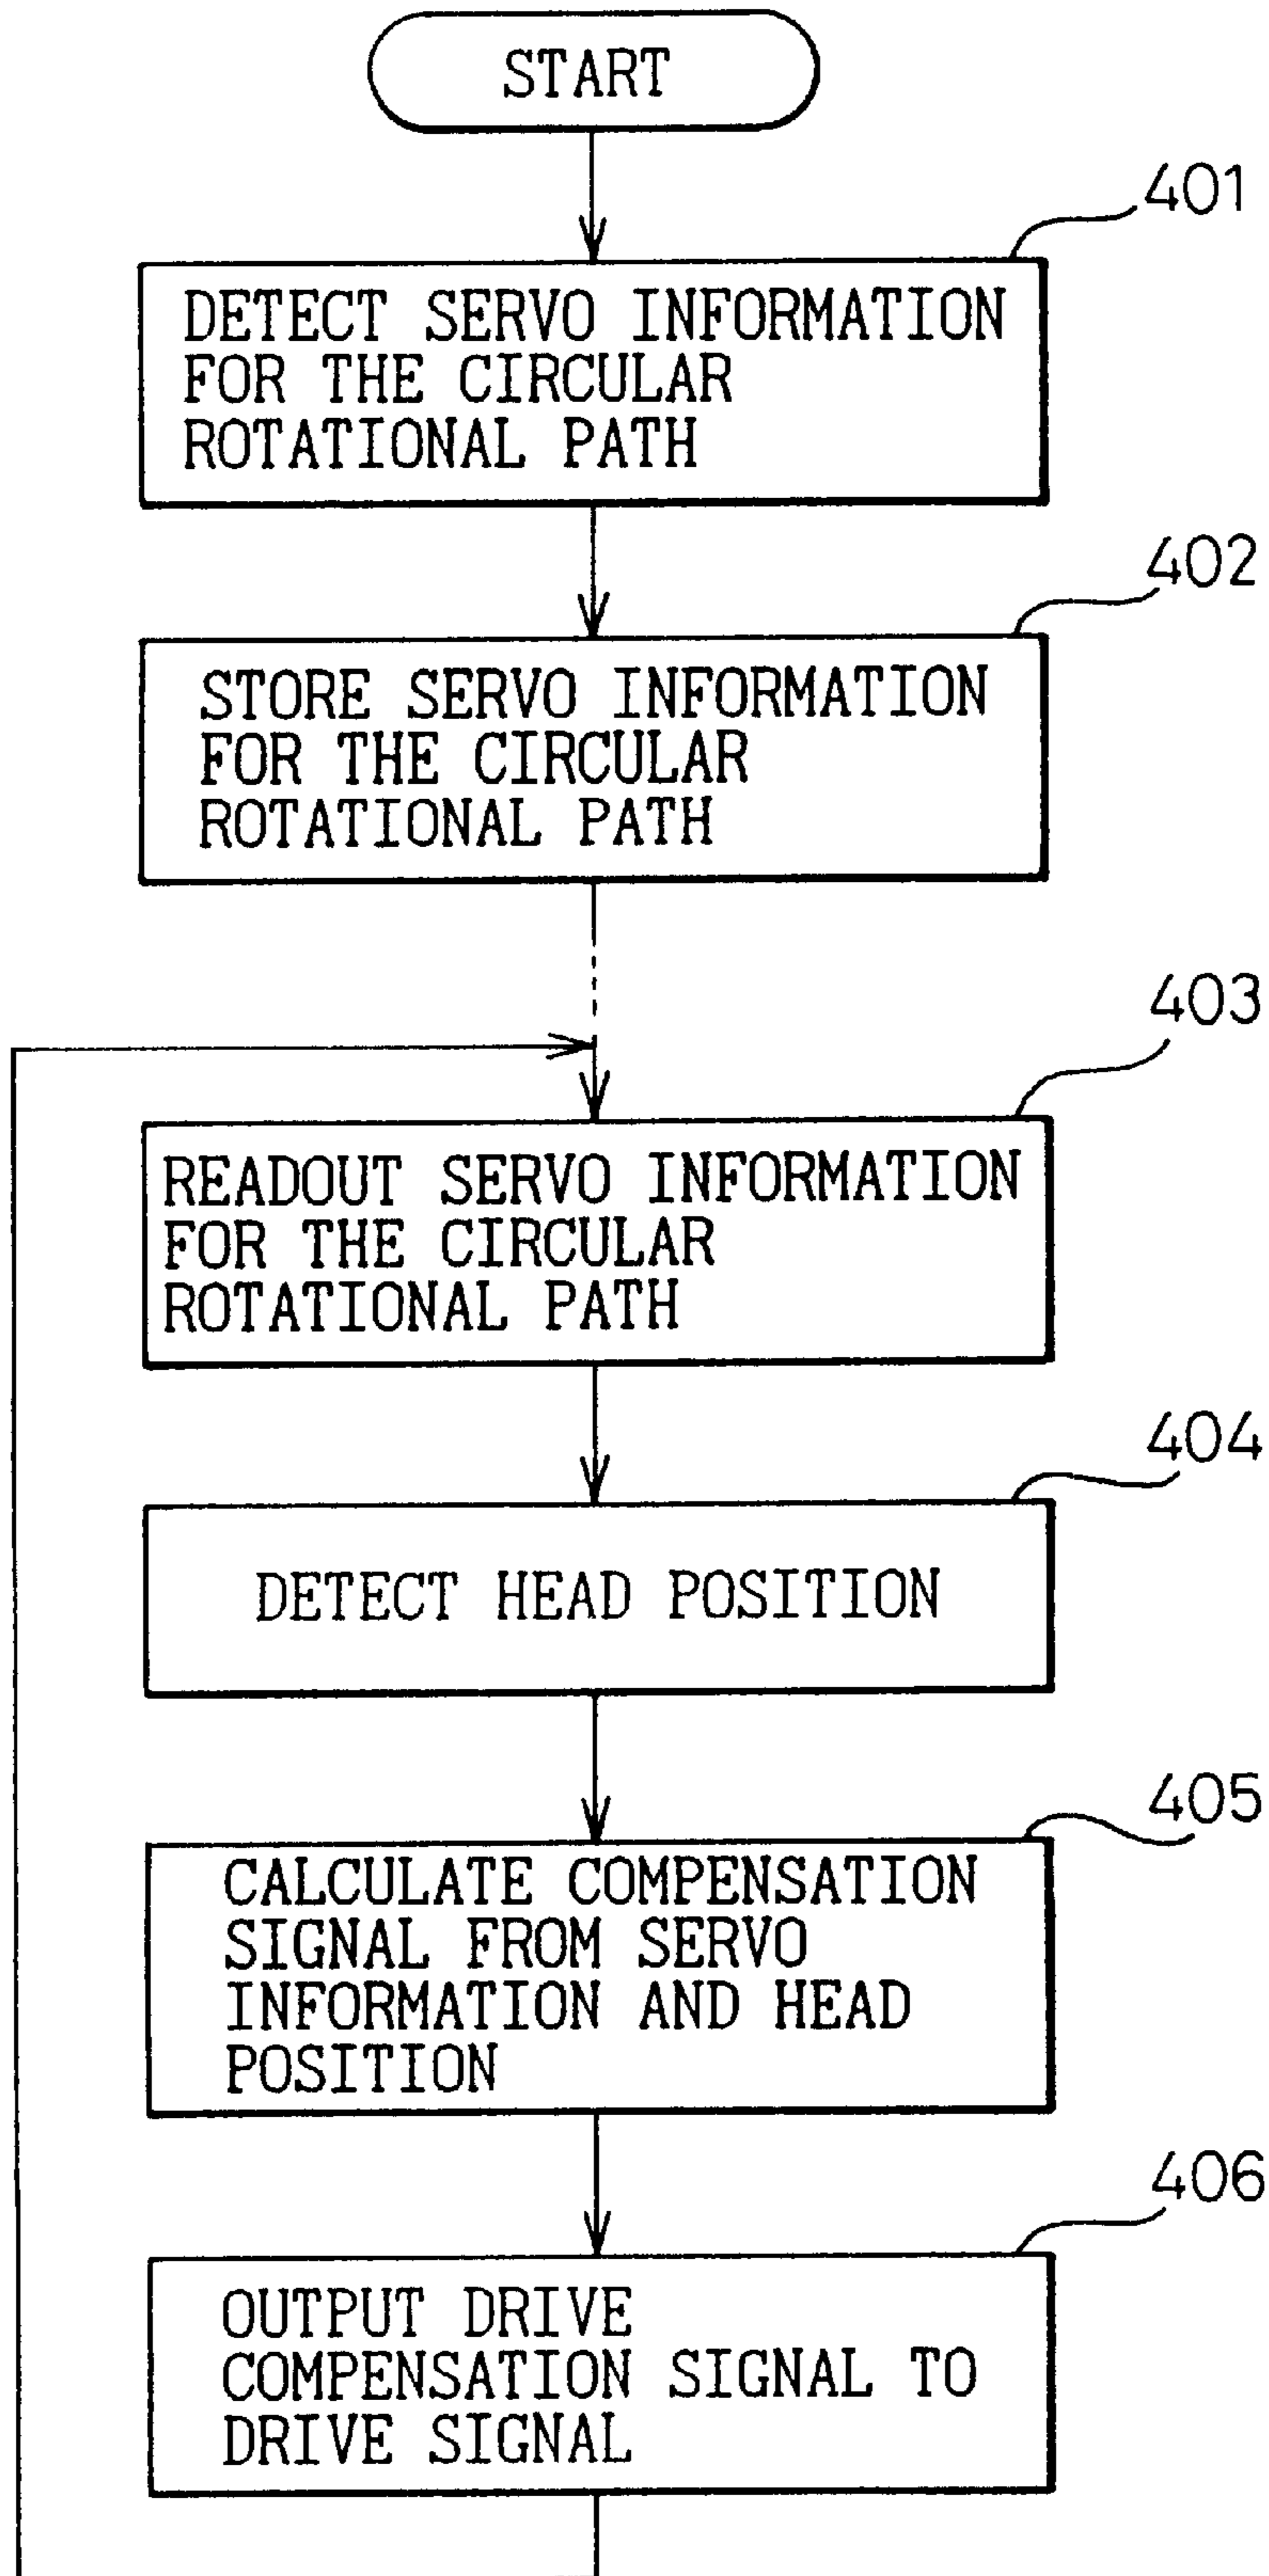 START
401
DETECT SERVO INFORMATION
FOR THE CIRCULAR
ROTATIONAL PATH
402
STORE SERVO INFORMATION
FOR THE CIRCULAR
ROTATIONAL PATH
403
READOUT SERVO INFORMATION
FOR THE CIRCULAR
ROTATIONAL PATH
404
DETECT HEAD POSITION
405
CALCULATE COMPENSATION
SIGNAL FROM SERVO
INFORMATION AND HEAD
POSITION
406
OUTPUT DRIVE
COMPENSATION SIGNAL TO
DRIVE SIGNAL